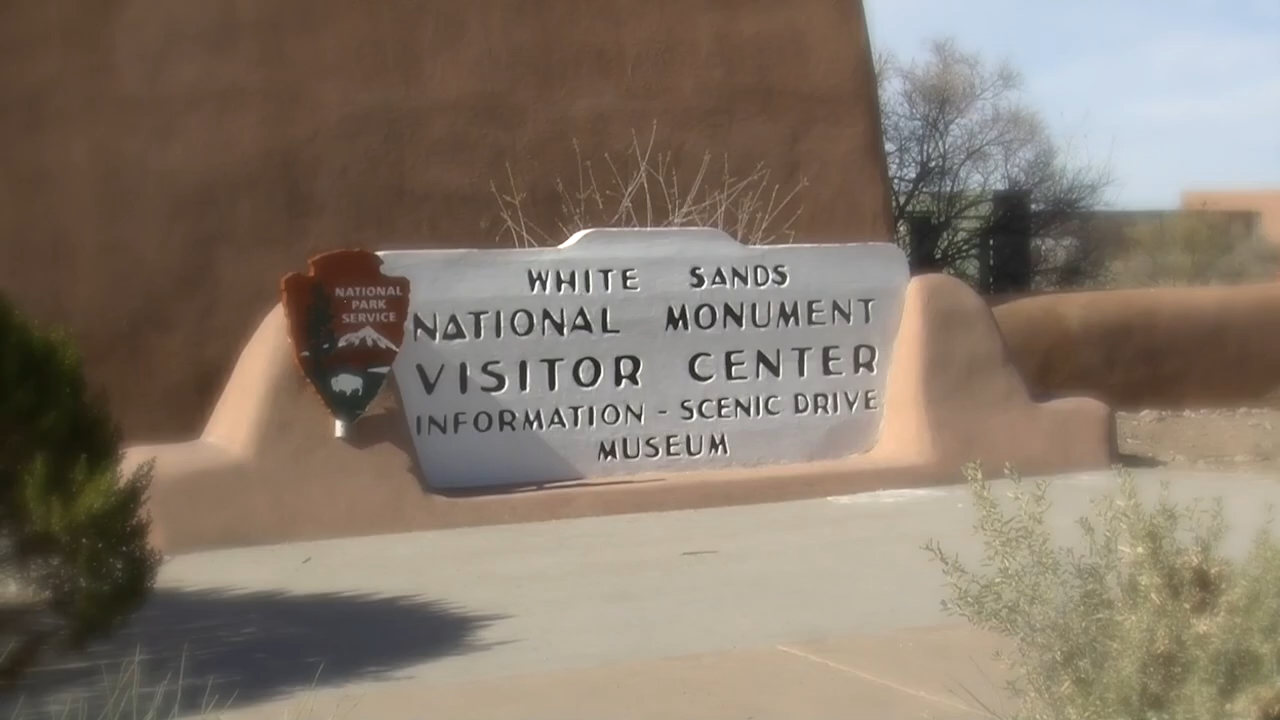 NATIONAL
PARK
SERVICE
WHITE SANDS
NATIONAL MONUMENT
VISITOR CENTER
INFORMATION - SCENIC DRIVE
MUSEUM